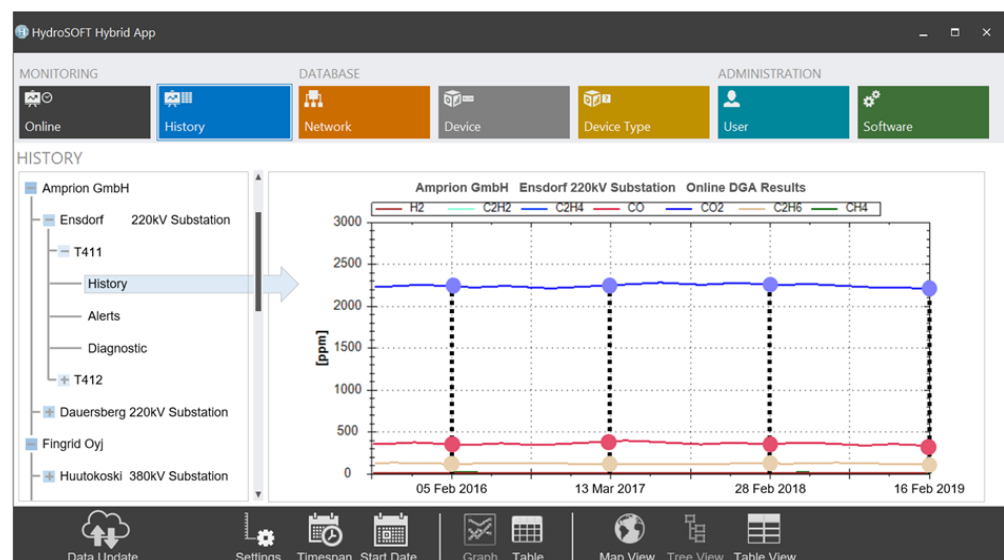 HydroSOFT Hybrid App
MONITORING DATABASE ADMINISTRATION
Online History Network Device Device Type User Software
HISTORY
Amprion GmbH
Ensdorf 220kV Substation
T411
History
Alerts
Diagnostic
T412
Dauersberg 220kV Substation
Fingrid Oyj
Huutokoski 380kV Substation
Amprion GmbH Ensdorf 220kV Substation Online DGA Results
H2 C2H2 C2H4 CO CO2 C2H6 CH4
[ppm]
3000
2500
2000
1500
1000
500
0
05 Feb 2016 13 Mar 2017 28 Feb 2018 16 Feb 2019
Data Update Settings Timespan Start Date Graph Table Map View Tree View Table View